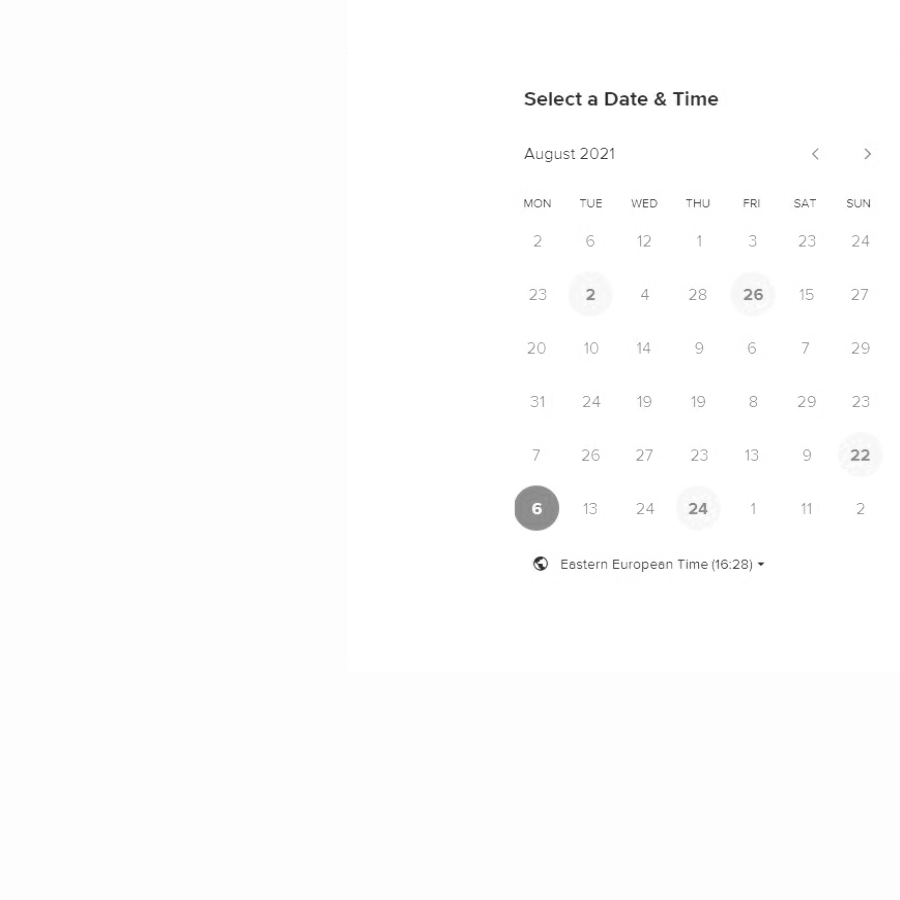 Select a Date & Time
August 2021
MON TUE WED THU FRI SAT SUN
2 6 12 1 3 23 24
23 2 4 28 26 15 27
20 10 14 9 6 7 29
31 24 19 19 8 29 23
7 26 27 23 13 9 22
6 13 24 24 1 11 2
Eastern European Time (16:28)